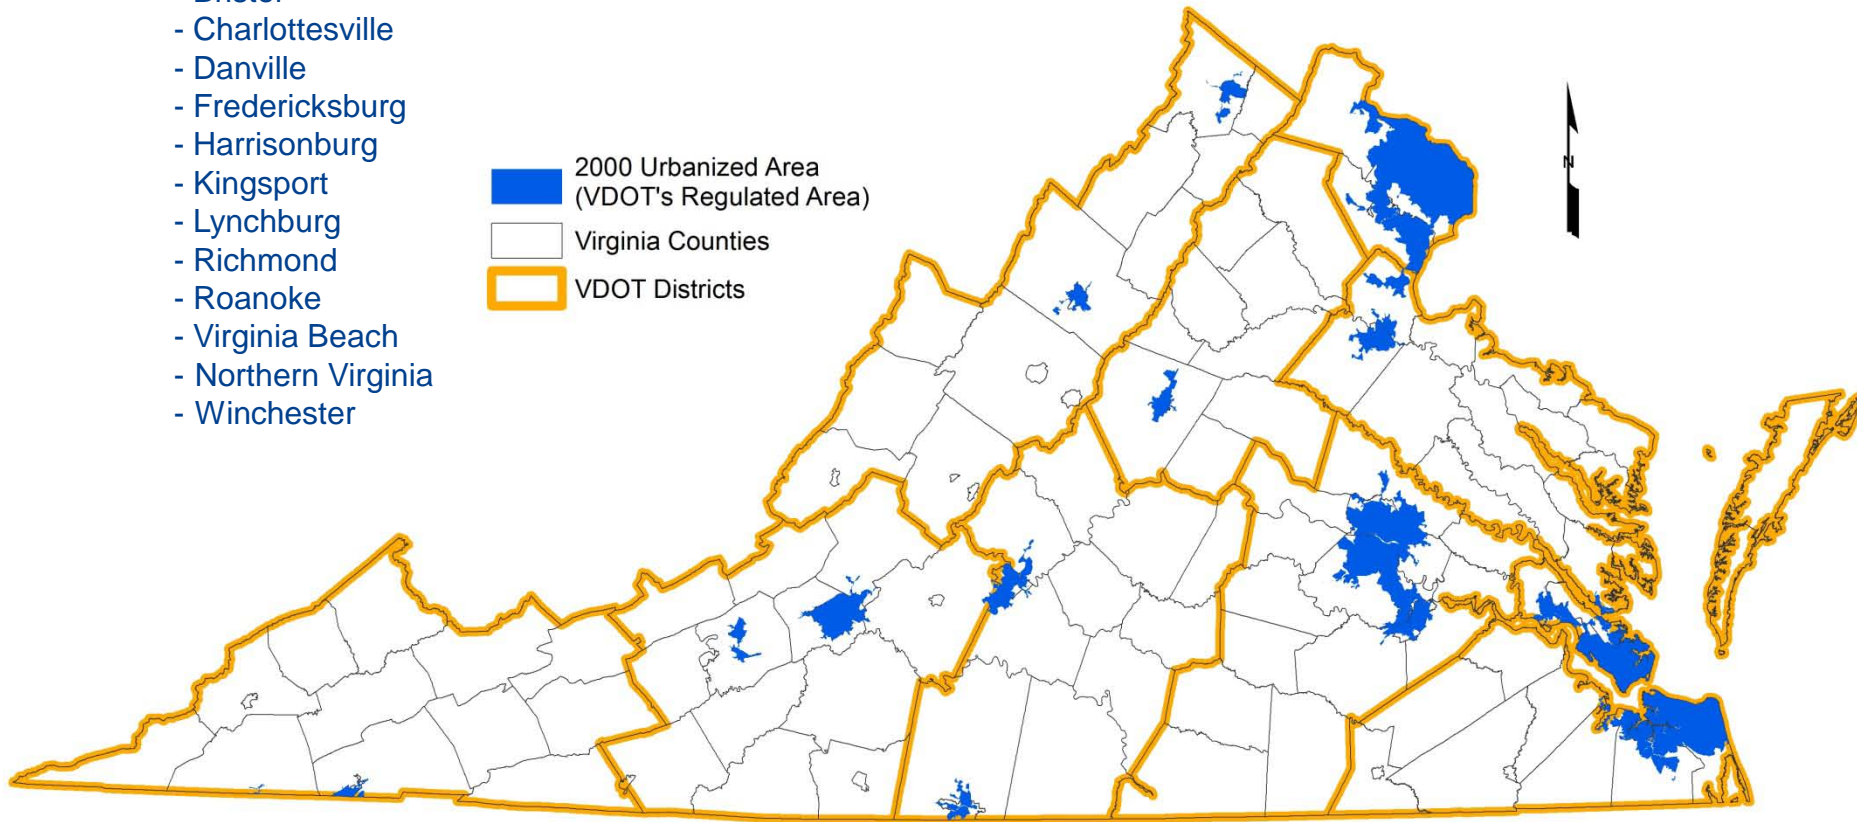 - Charlottesville
- Danville
- Fredericksburg
- Harrisonburg
- Kingsport
- Lynchburg
- Richmond
- Roanoke
- Virginia Beach
- Northern Virginia
- Winchester
2000 Urbanized Area
(VDOT's Regulated Area)
Virginia Counties
VDOT Districts
N